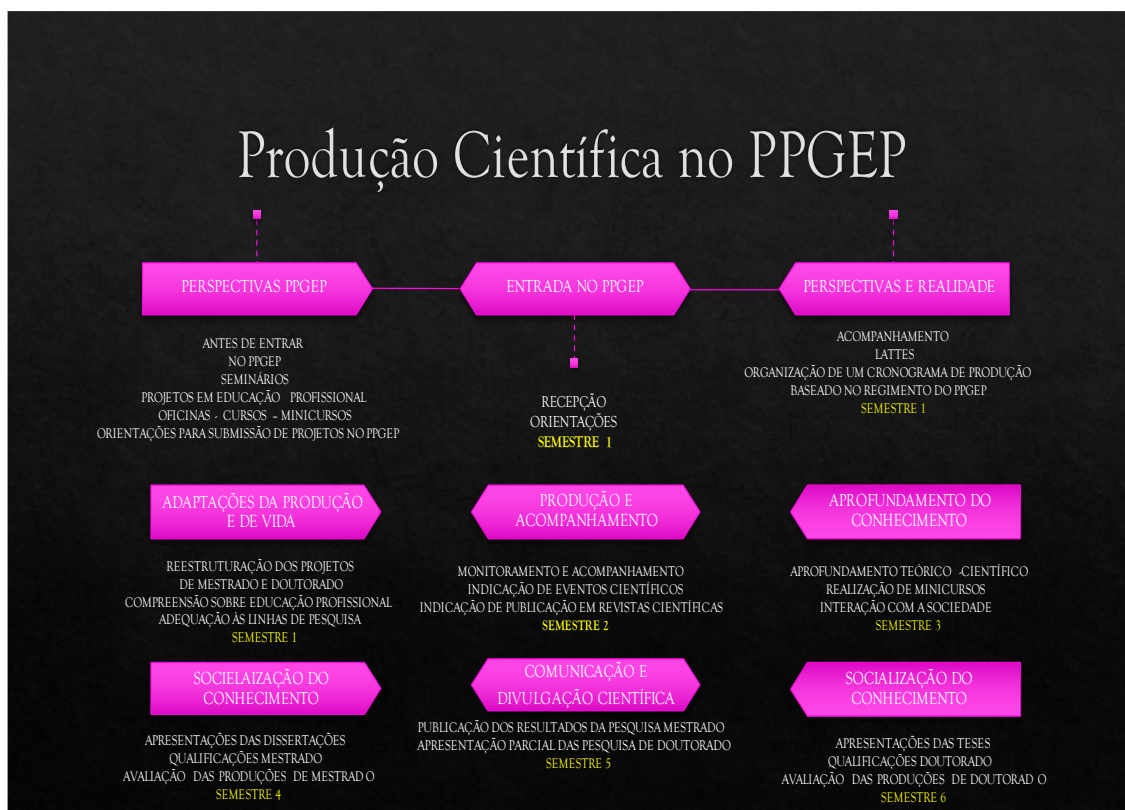 Produção Científica no PPGEP
PERSPECTIVAS PPGEP
ANTES DE ENTRAR
NO PPGEP
SEMINÁRIOS
PROJETOS EM EDUCAÇÃO PROFISSIONAL
OFICINAS - CURSOS – MINICURSOS
ORIENTAÇÕES PARA SUBMISSÃO DE PROJETOS NO PPGEP
ENTRADA NO PPGEP
RECEPÇÃO
ORIENTAÇÕES
SEMESTRE 1
PERSPECTIVAS E REALIDADE
ACOMPANHAMENTO
LATTES
ORGANIZAÇÃO DE UM CRONOGRAMA DE PRODUÇÃO
BASEADO NO REGIMENTO DO PPGEP
SEMESTRE 1
ADAPTAÇÕES DA PRODUÇÃO
E DE VIDA
REESTRUTURAÇÃO DOS PROJETOS
DE MESTRADO E DOUTORADO
COMPREENSÃO SOBRE EDUCAÇÃO PROFISSIONAL
ADEQUAÇÃO ÀS LINHAS DE PESQUISA
SEMESTRE 1
PRODUÇÃO E
ACOMPANHAMENTO
MONITORAMENTO E ACOMPANHAMENTO
INDICAÇÃO DE EVENTOS CIENTÍFICOS
INDICAÇÃO DE PUBLICAÇÃO EM REVISTAS CIENTÍFICAS
SEMESTRE 2
APROFUNDAMENTO DO
CONHECIMENTO
APROFUNDAMENTO TEÓRICO -CIENTÍFICO
REALIZAÇÃO DE MINICURSOS
INTERAÇÃO COM A SOCIEDADE
SEMESTRE 3
SOCIELAIZAÇÃO DO
CONHECIMENTO
APRESENTAÇÕES DAS DISSERTAÇÕES
QUALIFICAÇÕES MESTRADO
AVALIAÇÃO DAS PRODUÇÕES DE MESTRAD O
SEMESTRE 4
COMUNICAÇÃO E
DIVULGAÇÃO CIENTÍFICA
PUBLICAÇÃO DOS RESULTADOS DA PESQUISA MESTRADO
APRESENTAÇÃO PARCIAL DAS PESQUISA DE DOUTORADO
SEMESTRE 5
SOCIALIZAÇÃO DO
CONHECIMENTO
APRESENTAÇÕES DAS TESES
QUALIFICAÇÕES DOUTORADO
AVALIAÇÃO DAS PRODUÇÕES DE DOUTORAD O
SEMESTRE 6